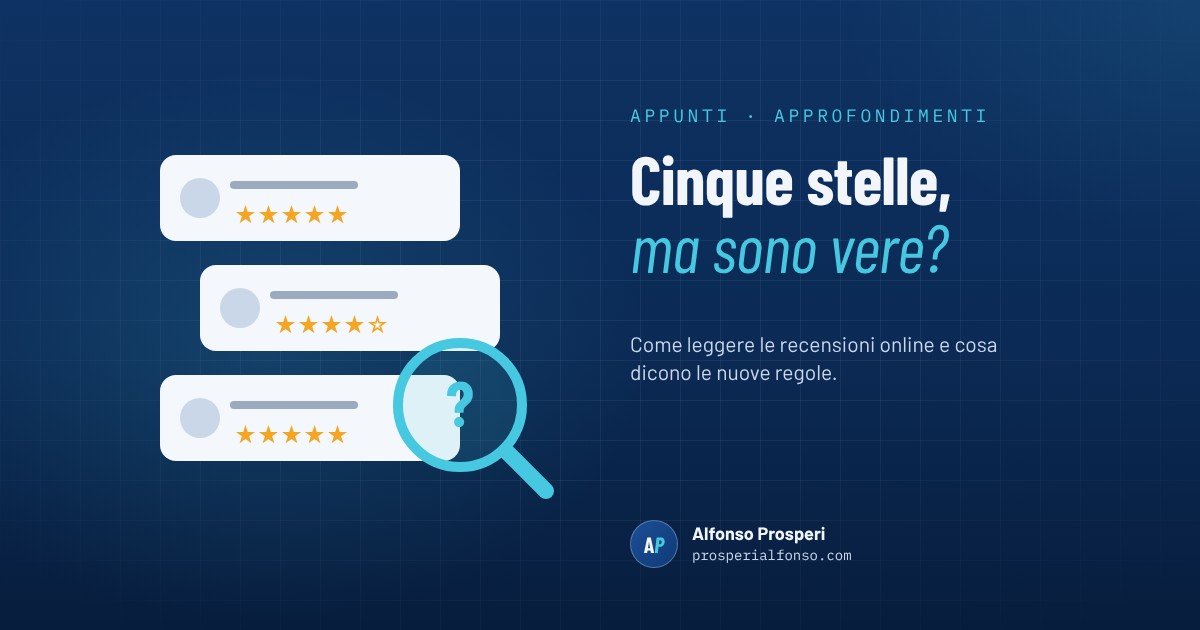 APPUNTI · APPROFONDIMENTI
Cinque stelle,
ma sono vere?
Come leggere le recensioni online e cosa
dicono le nuove regole.
★★★★★
★★★★☆
★★★★★
?
AP
Alfonso Prosperi
prosperialfonso.com